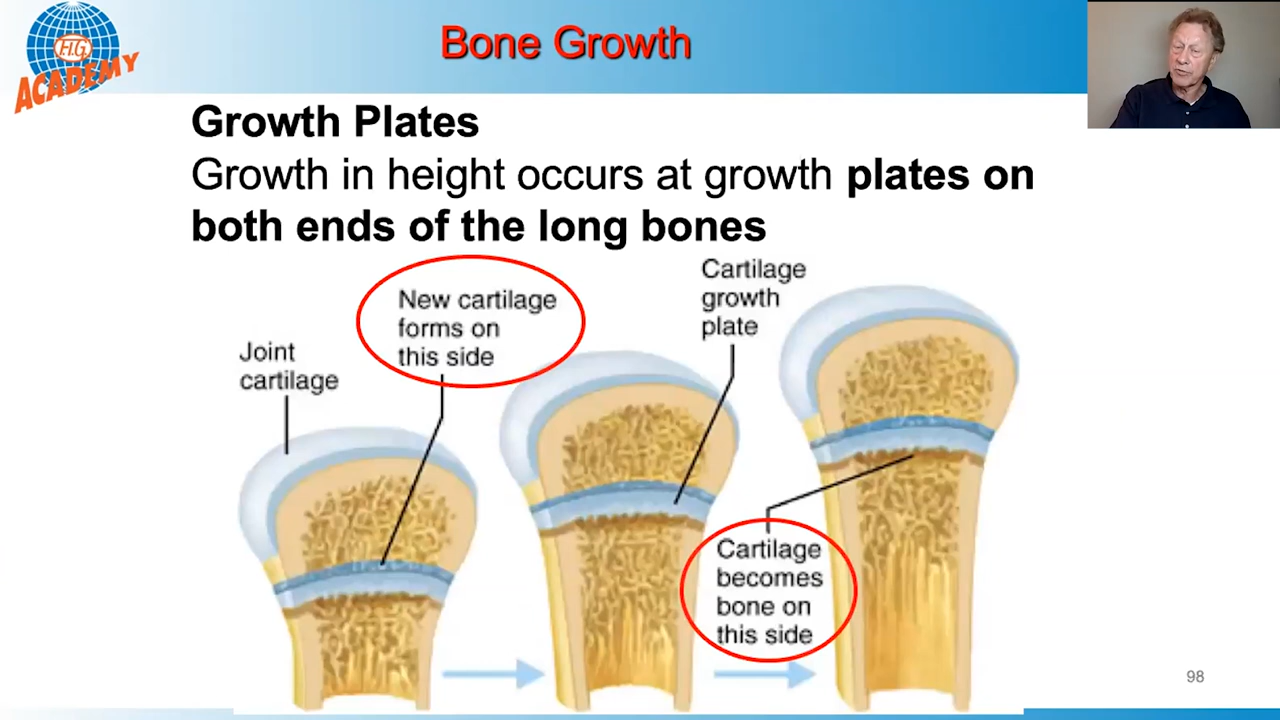 F.I.G.
ACADEMY
Bone Growth
Growth Plates
Growth in height occurs at growth plates on
both ends of the long bones
Joint
cartilage
New cartilage
forms on
this side
Cartilage
growth
plate
Cartilage
becomes
bone on
this side
98